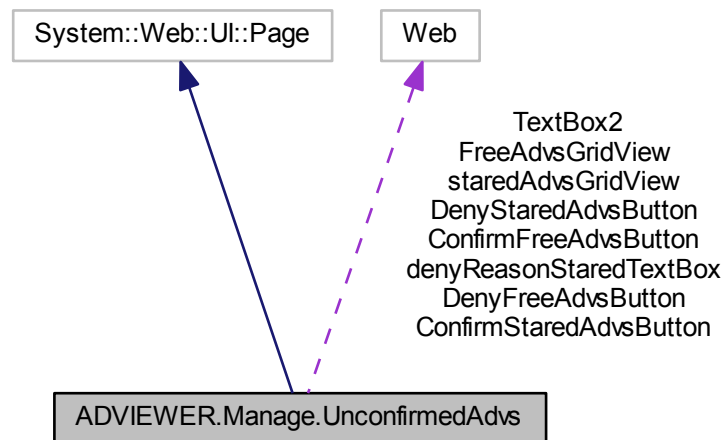 System::Web::UI::Page
Web
TextBox2
FreeAdvsGridView
staredAdvsGridView
DenyStaredAdvsButton
ConfirmFreeAdvsButton
denyReasonStaredTextBox
DenyFreeAdvsButton
ConfirmStaredAdvsButton
ADVIEWER.Manage.UnconfirmedAdvs